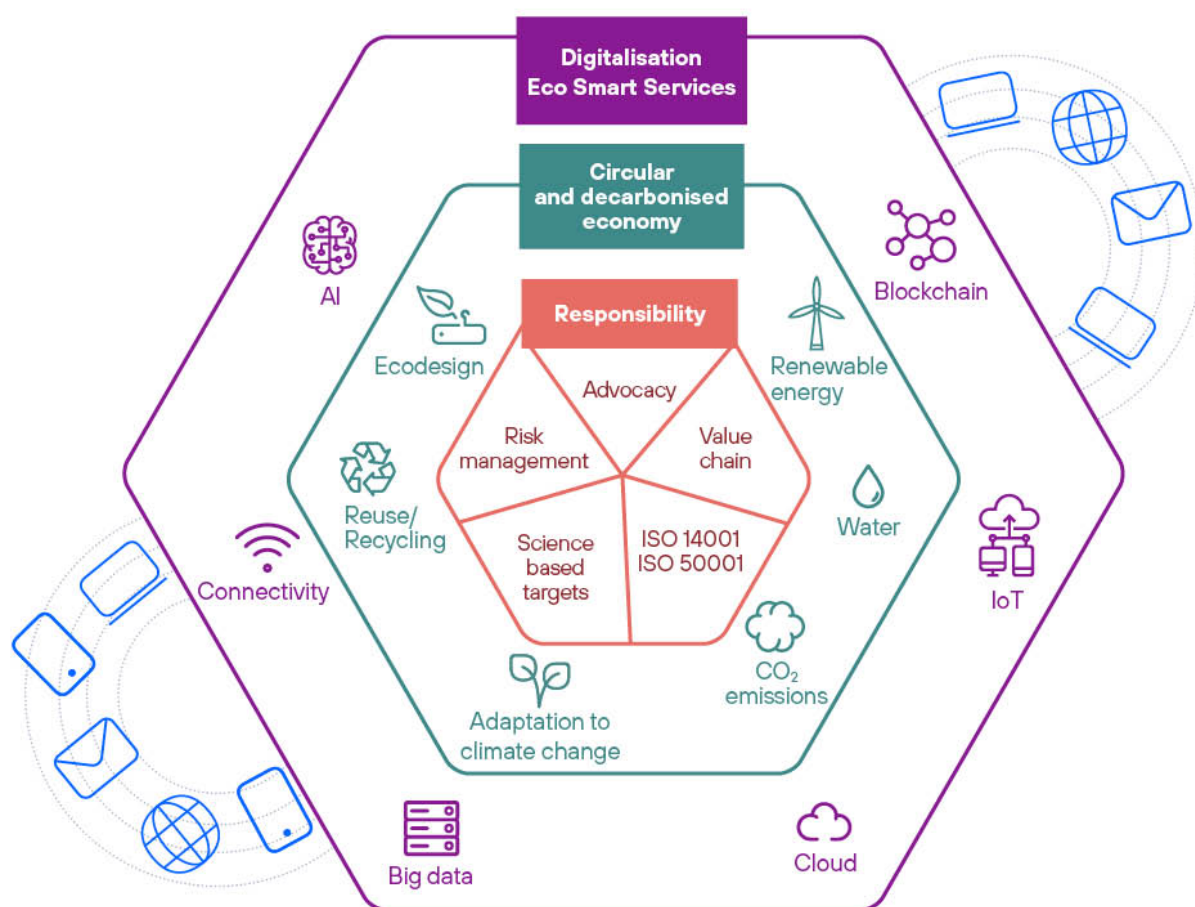 Digitalisation
Eco Smart Services
Circular
and decarbonised
economy
AI
Blockchain
Ecodesign
Responsibility
Renewable
energy
Advocacy
Risk
management
Value
chain
Reuse/
Recycling
Water
Connectivity
Science
based
targets
ISO 14001
ISO 50001
IoT
Adaptation to
climate change
CO₂
emissions
Big data
Cloud